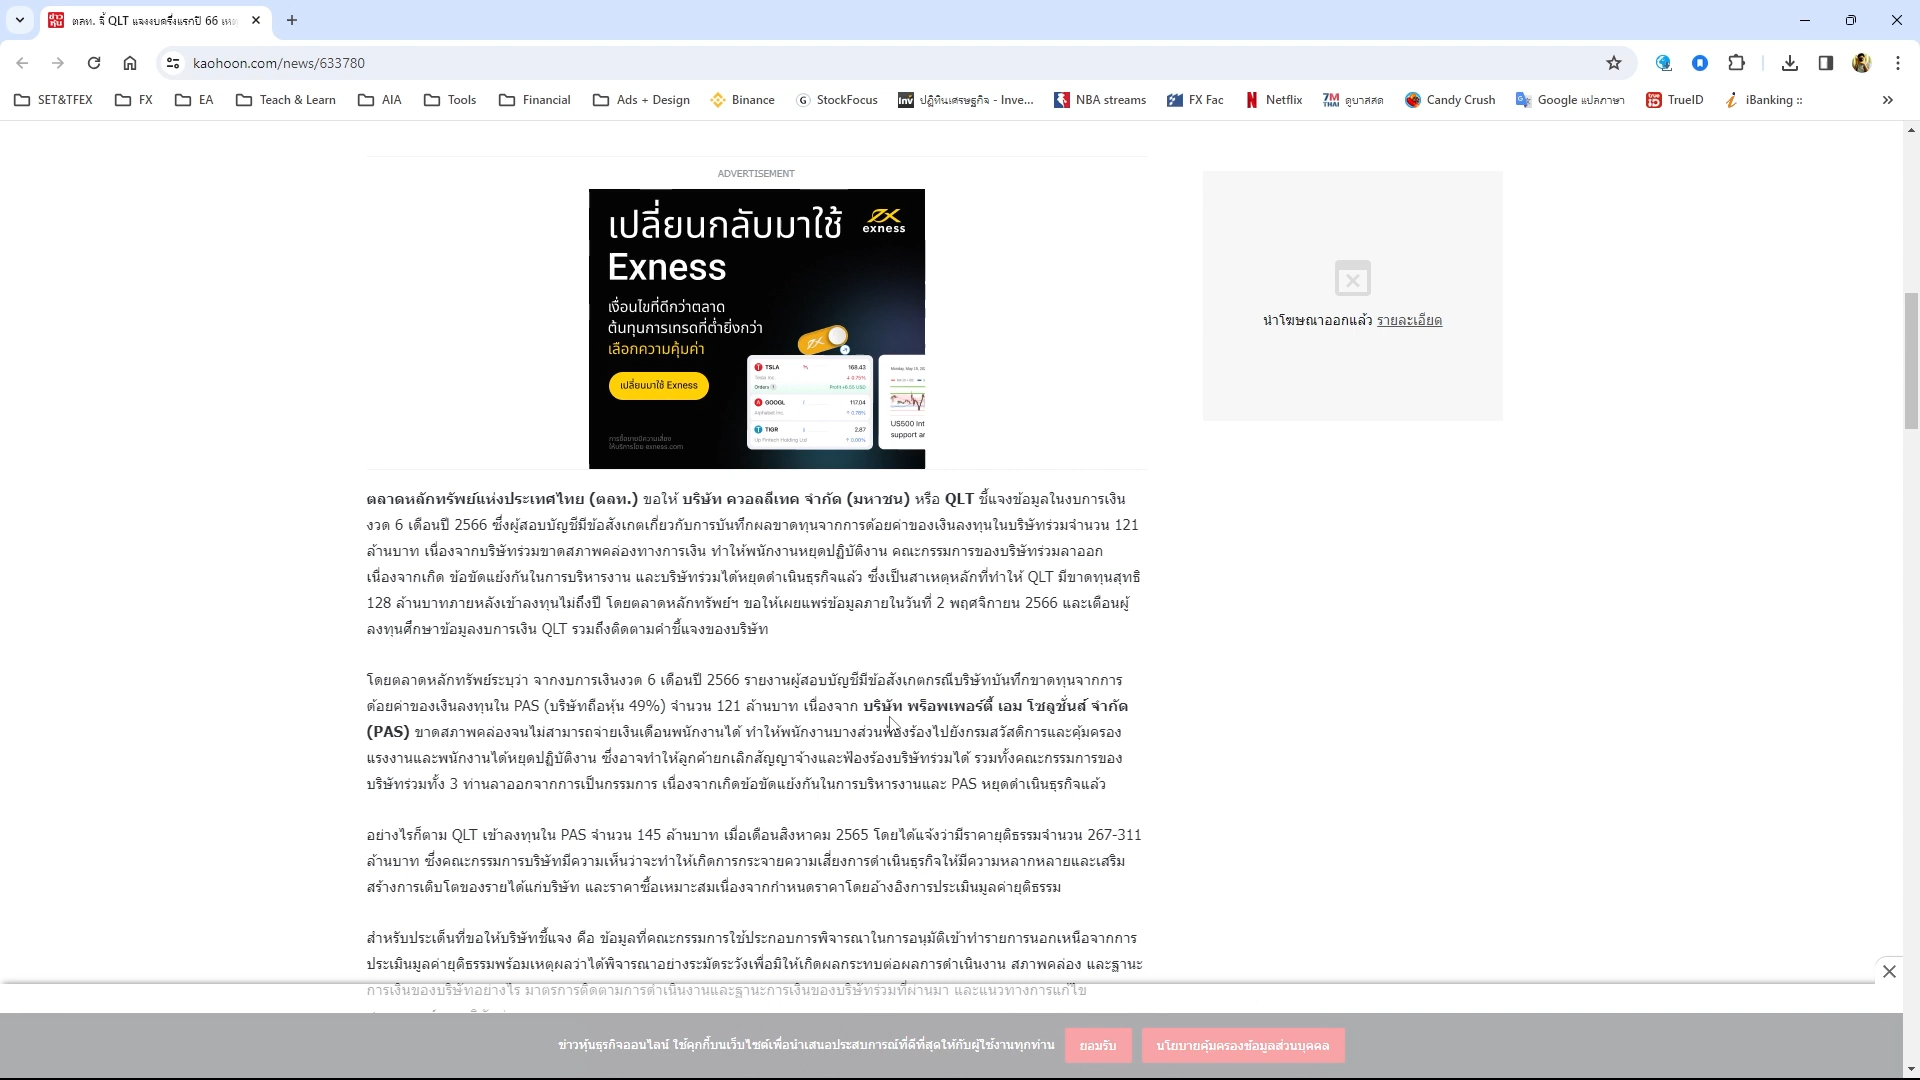 ตลท. จี้ QLT แจงงบครึ่งแรกปี 66
kaohoon.com/news/633780
SET&TFEX FX EA Teach & Learn AIA Tools Financial Ads + Design Binance StockFocus ปฏิทินเศรษฐกิจ - Inve... NBA streams FX Fac Netflix ดูบาสสด Candy Crush Google แปลภาษา TrueID iBanking ::
ADVERTISEMENT
เปลี่ยนกลับมาใช้
Exness
exness
เงื่อนไขที่ดีกว่าตลาด
ต้นทุนการเทรดที่ต่ำยิ่งกว่า
เลือกความคุ้มค่า
เปลี่ยนมาใช้ Exness
TSLA 168.43
GOOGL 117.04
TIGR 2.87
US500 Int
support ar
นำโฆษณาออกแล้ว รายละเอียด
ตลาดหลักทรัพย์แห่งประเทศไทย (ตลท.) ขอให้ บริษัท ควอลลีเทค จำกัด (มหาชน) หรือ QLT ชี้แจงข้อมูลในงบการเงิน
งวด 6 เดือนปี 2566 ซึ่งผู้สอบบัญชีมีข้อสังเกตเกี่ยวกับการบันทึกผลขาดทุนจากการด้อยค่าของเงินลงทุนในบริษัทร่วมจำนวน 121
ล้านบาท เนื่องจากบริษัทร่วมขาดสภาพคล่องทางการเงิน ทำให้พนักงานหยุดปฏิบัติงาน คณะกรรมการของบริษัทร่วมลาออก
เนื่องจากเกิด ข้อขัดแย้งกันในการบริหารงาน และบริษัทร่วมได้หยุดดำเนินธุรกิจแล้ว ซึ่งเป็นสาเหตุหลักที่ทำให้ QLT มีขาดทุนสุทธิ
128 ล้านบาทภายหลังเข้าลงทุนไม่ถึงปี โดยตลาดหลักทรัพย์ฯ ขอให้เผยแพร่ข้อมูลภายในวันที่ 2 พฤศจิกายน 2566 และเตือนผู้
ลงทุนศึกษาข้อมูลงบการเงิน QLT รวมถึงติดตามคำชี้แจงของบริษัท
โดยตลาดหลักทรัพย์ระบุว่า จากงบการเงินงวด 6 เดือนปี 2566 รายงานผู้สอบบัญชีมีข้อสังเกตกรณีบริษัทบันทึกขาดทุนจากการ
ด้อยค่าของเงินลงทุนใน PAS (บริษัทถือหุ้น 49%) จำนวน 121 ล้านบาท เนื่องจาก บริษัท พร็อพเพอร์ตี้ เอม โซลูชั่นส์ จำกัด
(PAS) ขาดสภาพคล่องจนไม่สามารถจ่ายเงินเดือนพนักงานได้ ทำให้พนักงานบางส่วนฟ้องร้องไปยังกรมสวัสดิการและคุ้มครอง
แรงงานและพนักงานได้หยุดปฏิบัติงาน ซึ่งอาจทำให้ลูกค้ายกเลิกสัญญาจ้างและฟ้องร้องบริษัทร่วมได้ รวมทั้งคณะกรรมการของ
บริษัทร่วมทั้ง 3 ท่านลาออกจากการเป็นกรรมการ เนื่องจากเกิดข้อขัดแย้งกันในการบริหารงานและ PAS หยุดดำเนินธุรกิจแล้ว
อย่างไรก็ตาม QLT เข้าลงทุนใน PAS จำนวน 145 ล้านบาท เมื่อเดือนสิงหาคม 2565 โดยได้แจ้งว่ามีราคายุติธรรมจำนวน 267-311
ล้านบาท ซึ่งคณะกรรมการบริษัทมีความเห็นว่าจะทำให้เกิดการกระจายความเสี่ยงการดำเนินธุรกิจให้มีความหลากหลายและเสริม
สร้างการเติบโตของรายได้แก่บริษัท และราคาซื้อเหมาะสมเนื่องจากกำหนดราคาโดยอ้างอิงการประเมินมูลค่ายุติธรรม
สำหรับประเด็นที่ขอให้บริษัทชี้แจง คือ ข้อมูลที่คณะกรรมการใช้ประกอบการพิจารณาในการอนุมัติเข้าทำรายการนอกเหนือจากการ
ประเมินมูลค่ายุติธรรมพร้อมเหตุผลว่าได้พิจารณาอย่างระมัดระวังเพื่อมิให้เกิดผลกระทบต่อผลการดำเนินงาน สภาพคล่อง และฐานะ
การเงินของบริษัทอย่างไร มาตรการติดตามการดำเนินงานและฐานะการเงินของบริษัทร่วมที่ผ่านมา และแนวทางการแก้ไข
ข่าวหุ้นธุรกิจออนไลน์ ใช้คุกกี้บนเว็บไซต์เพื่อนำเสนอประสบการณ์ที่ดีที่สุดให้กับผู้ใช้งานทุกท่าน ยอมรับ นโยบายคุ้มครองข้อมูลส่วนบุคคล